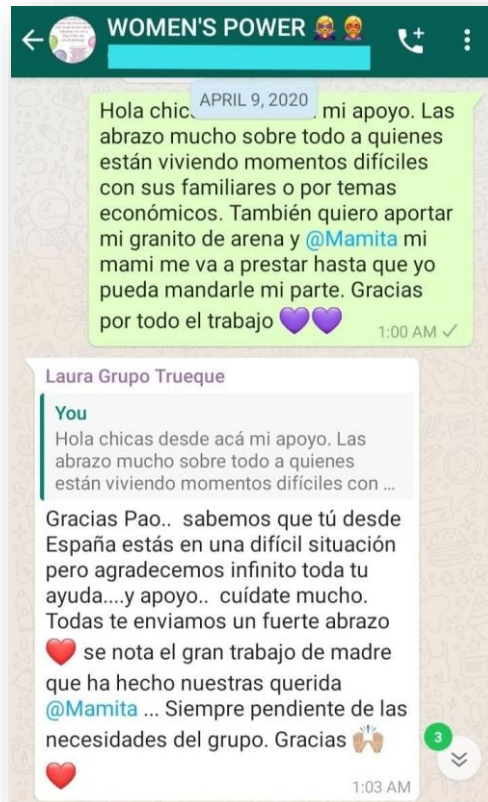 WOMEN'S POWER
APRIL 9, 2020
Hola chic mi apoyo. Las
abrazo mucho sobre todo a quienes
están viviendo momentos difíciles
con sus familiares o por temas
económicos. También quiero aportar
mi granito de arena y @Mamita mi
mami me va a prestar hasta que yo
pueda mandarle mi parte. Gracias
por todo el trabajo 💜💜
1:00 AM ✓
Laura Grupo Trueque
You
Hola chicas desde acá mi apoyo. Las
abrazo mucho sobre todo a quienes
están viviendo momentos difíciles con ...
Gracias Pao.. sabemos que tú desde
España estás en una difícil situación
pero agradecemos infinito toda tu
ayuda....y apoyo.. cuídate mucho.
Todas te enviamos un fuerte abrazo
❤️ se nota el gran trabajo de madre
que ha hecho nuestras querida
@Mamita ... Siempre pendiente de las
necesidades del grupo. Gracias 🙌🏼
❤️
1:03 AM
3